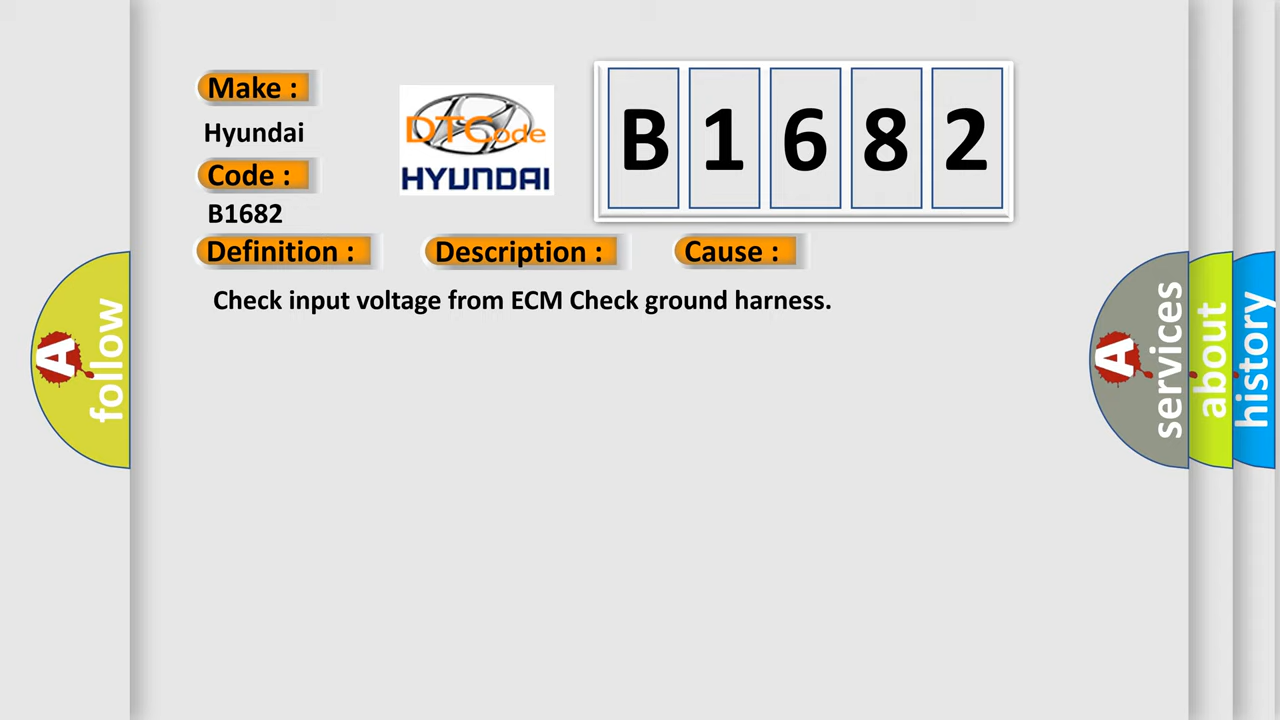 Make :
Hyundai
Code :
B1682
DTCode
HYUNDAI
B 1 6 8 2
Definition :
Description :
Cause :
Check input voltage from ECM Check ground harness.
A follow
A services
about
history